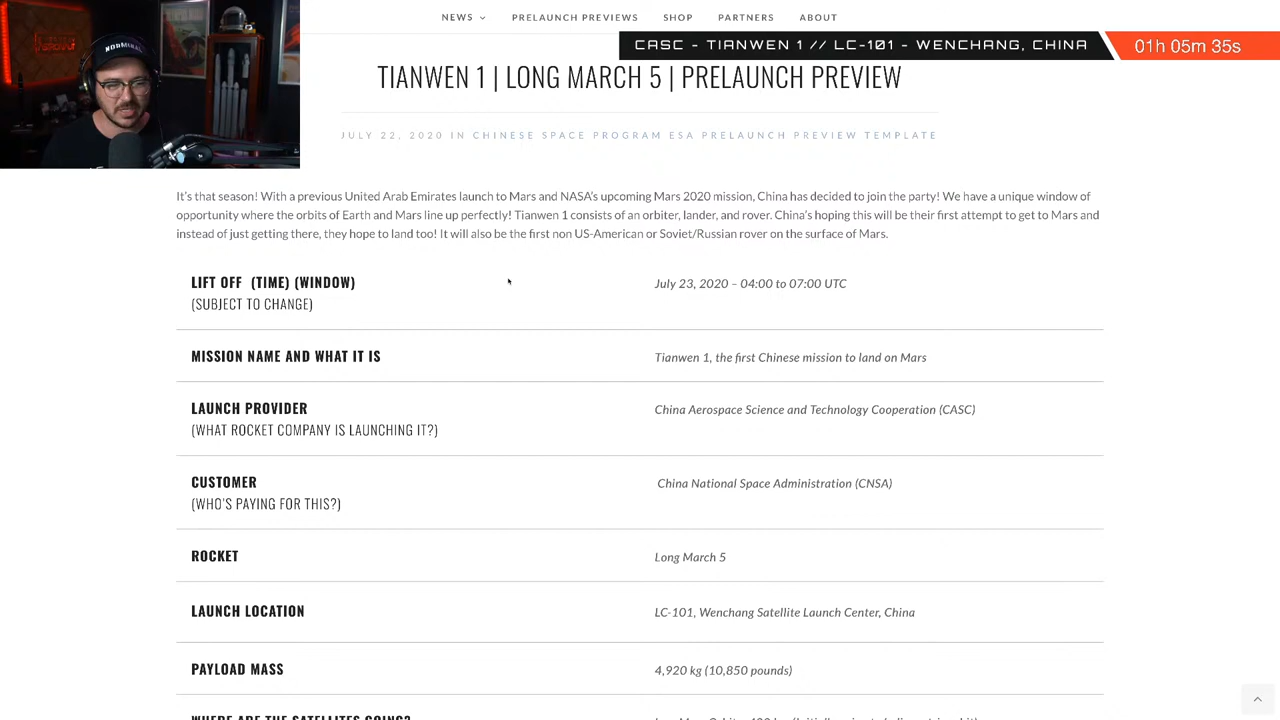 NEWS PRELAUNCH PREVIEWS SHOP PARTNERS ABOUT
CASC - TIANWEN 1 // LC-101 - WENCHANG, CHINA 01h 05m 35s
TIANWEN 1 | LONG MARCH 5 | PRELAUNCH PREVIEW
JULY 22, 2020 IN CHINESE SPACE PROGRAM ESA PRELAUNCH PREVIEW TEMPLATE
It's that season! With a previous United Arab Emirates launch to Mars and NASA's upcoming Mars 2020 mission, China has decided to join the party! We have a unique window of
opportunity where the orbits of Earth and Mars line up perfectly! Tianwen 1 consists of an orbiter, lander, and rover. China's hoping this will be their first attempt to get to Mars and
instead of just getting there, they hope to land too! It will also be the first non US-American or Soviet/Russian rover on the surface of Mars.
LIFT OFF (TIME) (WINDOW) July 23, 2020 – 04:00 to 07:00 UTC
(SUBJECT TO CHANGE)
MISSION NAME AND WHAT IT IS Tianwen 1, the first Chinese mission to land on Mars
LAUNCH PROVIDER China Aerospace Science and Technology Cooperation (CASC)
(WHAT ROCKET COMPANY IS LAUNCHING IT?)
CUSTOMER China National Space Administration (CNSA)
(WHO'S PAYING FOR THIS?)
ROCKET Long March 5
LAUNCH LOCATION LC-101, Wenchang Satellite Launch Center, China
PAYLOAD MASS 4,920 kg (10,850 pounds)
WHERE ARE THE SATELLITES GOING?